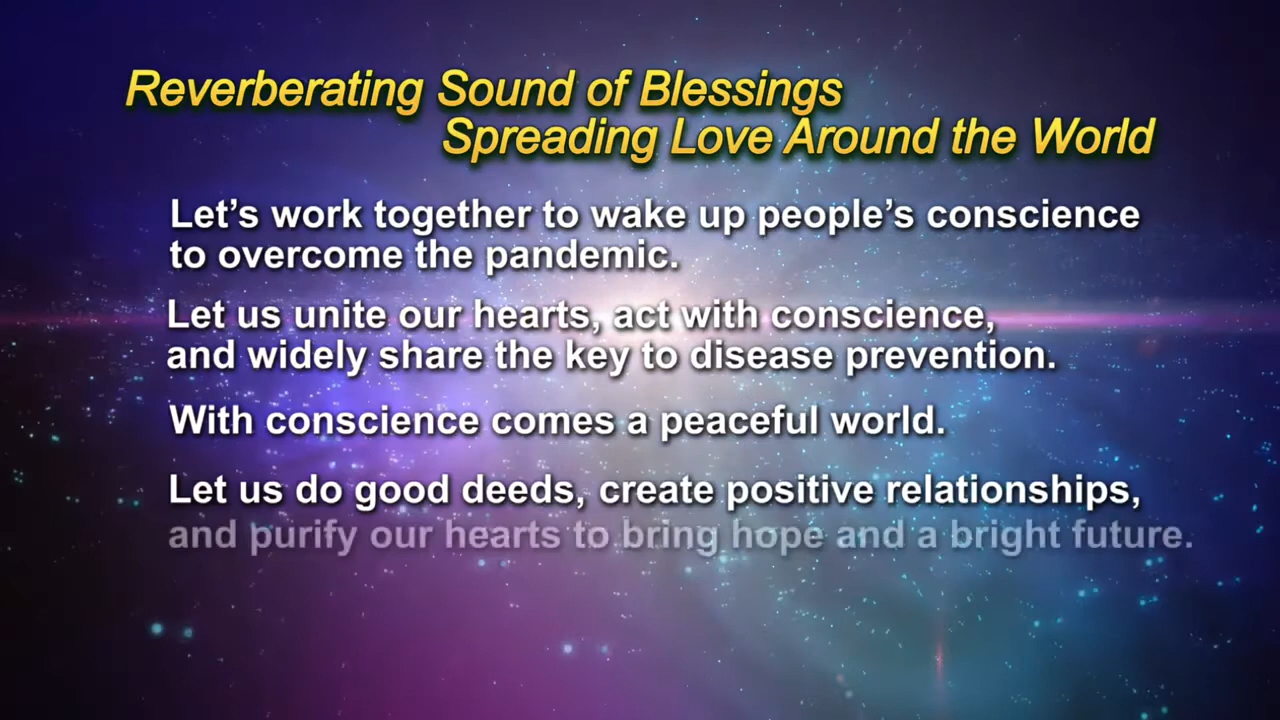 Reverberating Sound of Blessings
Spreading Love Around the World
Let’s work together to wake up people’s conscience
to overcome the pandemic.
Let us unite our hearts, act with conscience,
and widely share the key to disease prevention.
With conscience comes a peaceful world.
Let us do good deeds, create positive relationships,
and purify our hearts to bring hope and a bright future.